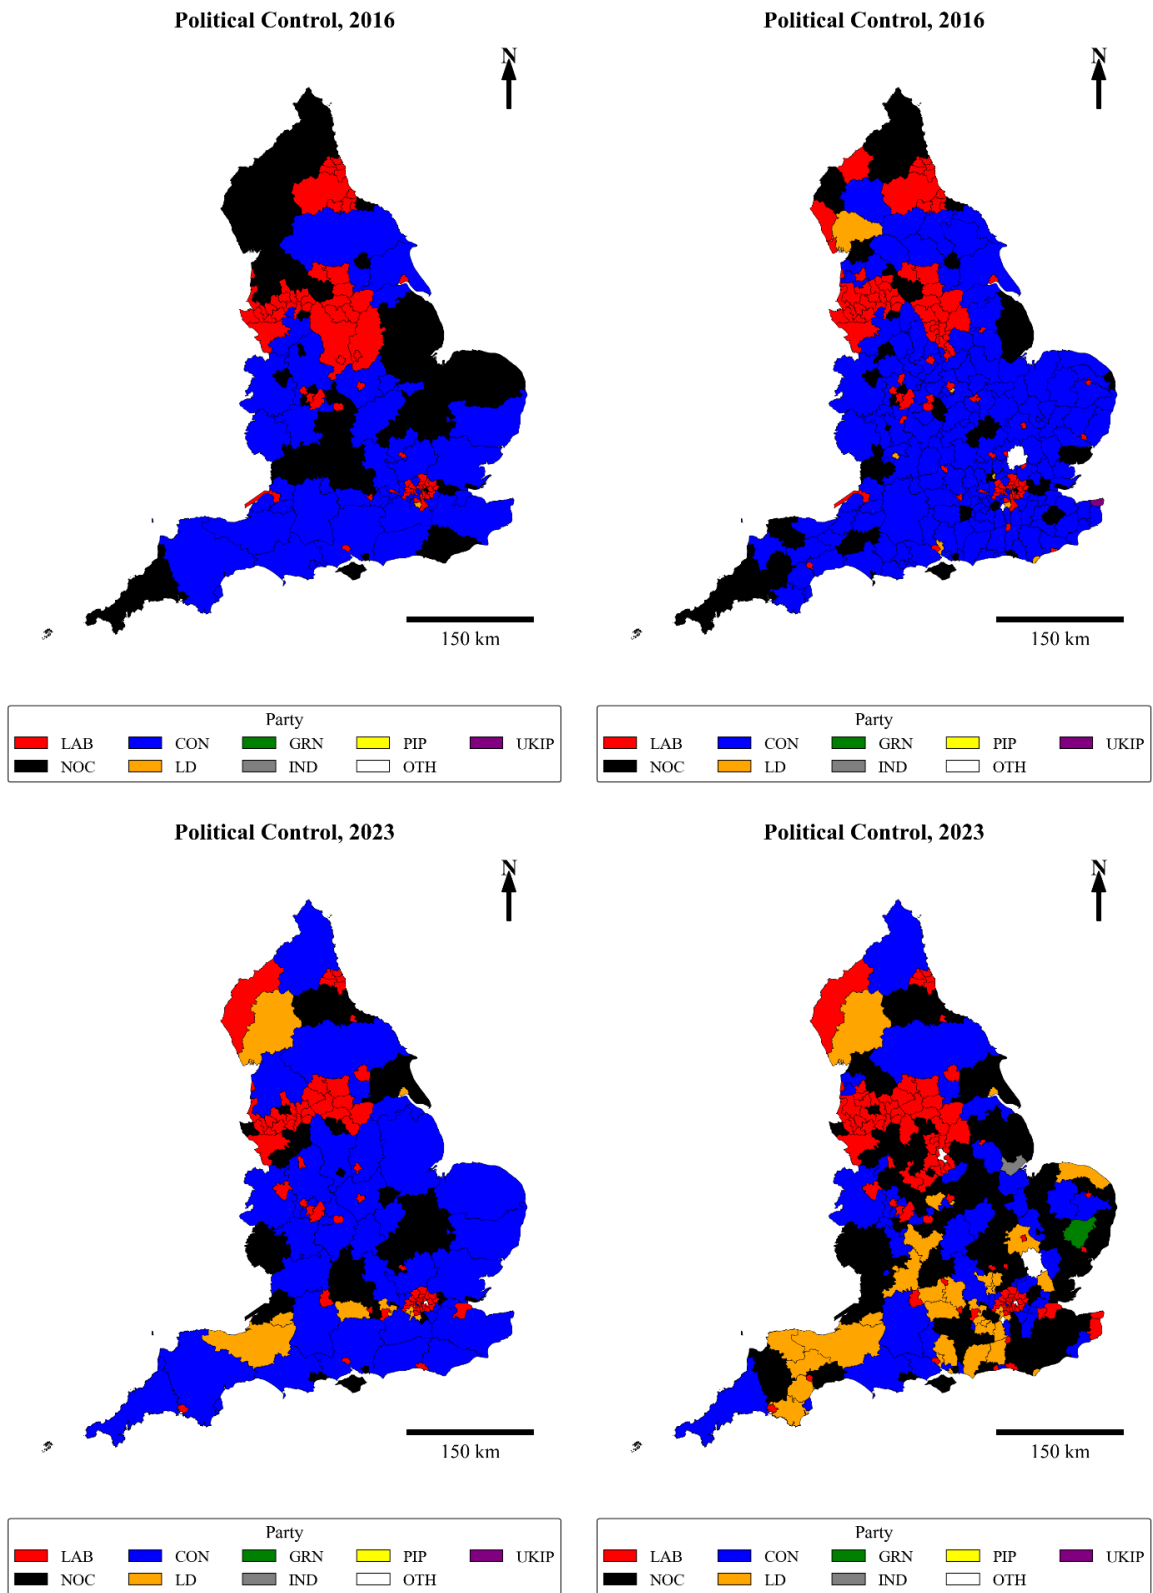 Political Control, 2016
N
150 km
Party
LAB CON GRN PIP UKIP
NOC LD IND OTH
Political Control, 2016
N
150 km
Party
LAB CON GRN PIP UKIP
NOC LD IND OTH
Political Control, 2023
N
150 km
Party
LAB CON GRN PIP UKIP
NOC LD IND OTH
Political Control, 2023
N
150 km
Party
LAB CON GRN PIP UKIP
NOC LD IND OTH